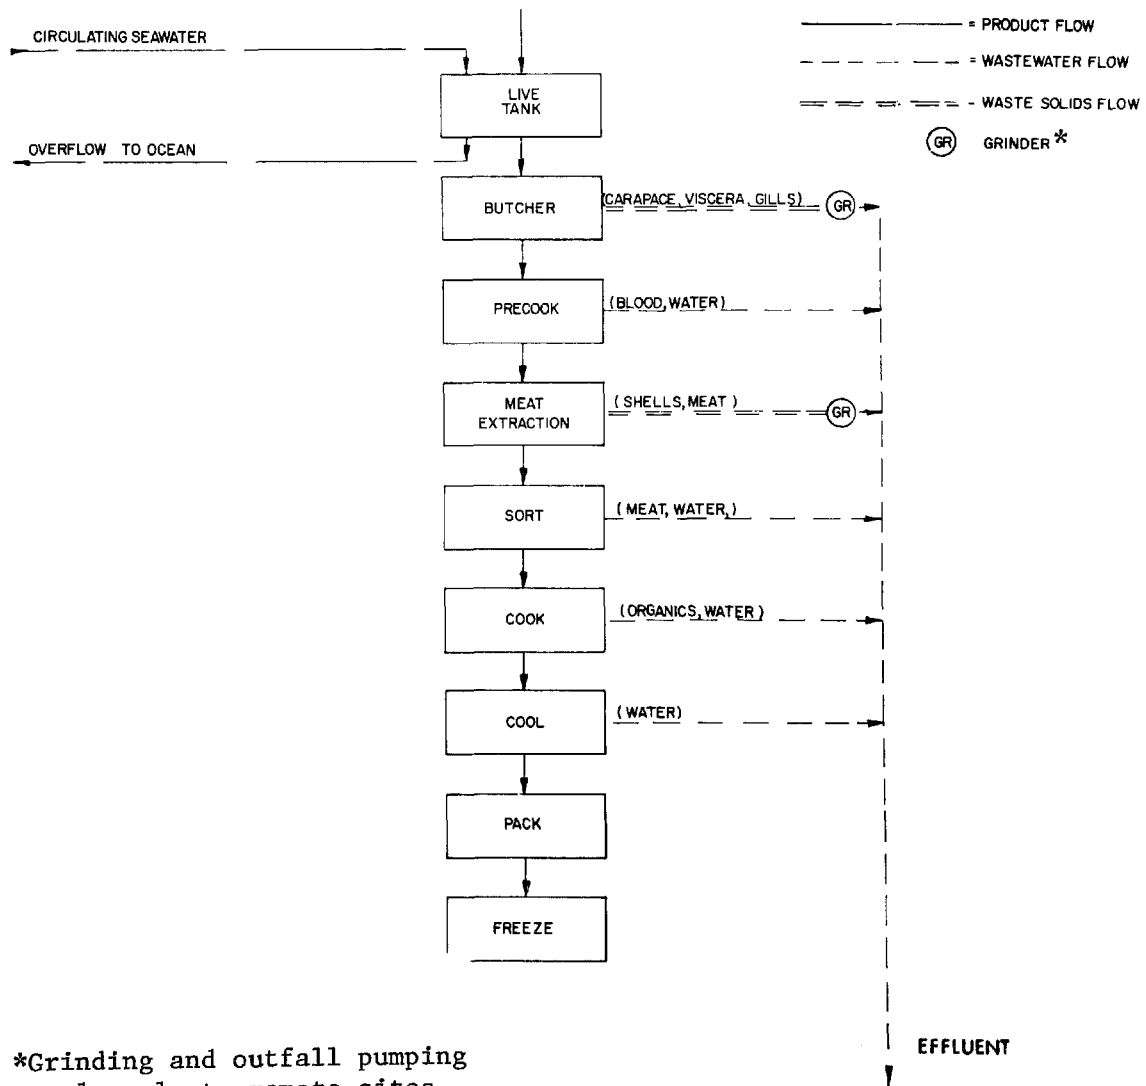 CIRCULATING SEAWATER
= PRODUCT FLOW
= WASTEWATER FLOW
= WASTE SOLIDS FLOW
GR GRINDER*
LIVE
TANK
OVERFLOW TO OCEAN
BUTCHER
(CARAPACE, VISCERA, GILLS)
GR
PRECOOK
(BLOOD, WATER)
MEAT
EXTRACTION
(SHELLS, MEAT)
GR
SORT
(MEAT, WATER,)
COOK
(ORGANICS, WATER)
COOL
(WATER)
PACK
FREEZE
EFFLUENT
*Grinding and outfall pumping